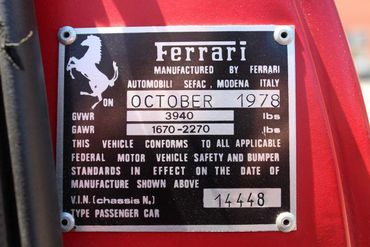 Ferrari
MANUFACTURED BY FERRARI
AUTOMOBILI SEFAC, MODENA ITALY
ON OCTOBER 1978
GVWR 3940 lbs
GAWR 1670-2270 lbs
THIS VEHICLE CONFORMS TO ALL APPLICABLE
FEDERAL MOTOR VEHICLE SAFETY AND BUMPER
STANDARDS IN EFFECT ON THE DATE OF
MANUFACTURE SHOWN ABOVE
V.I.N. (chassis No) 14448
TYPE PASSENGER CAR